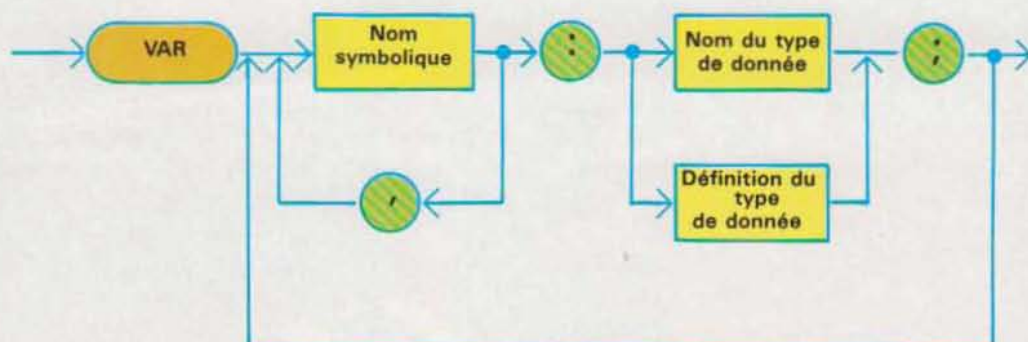 VAR
Nom
symbolique
:
Nom du type
de donnée
;
,
Définition du
type
de donnée